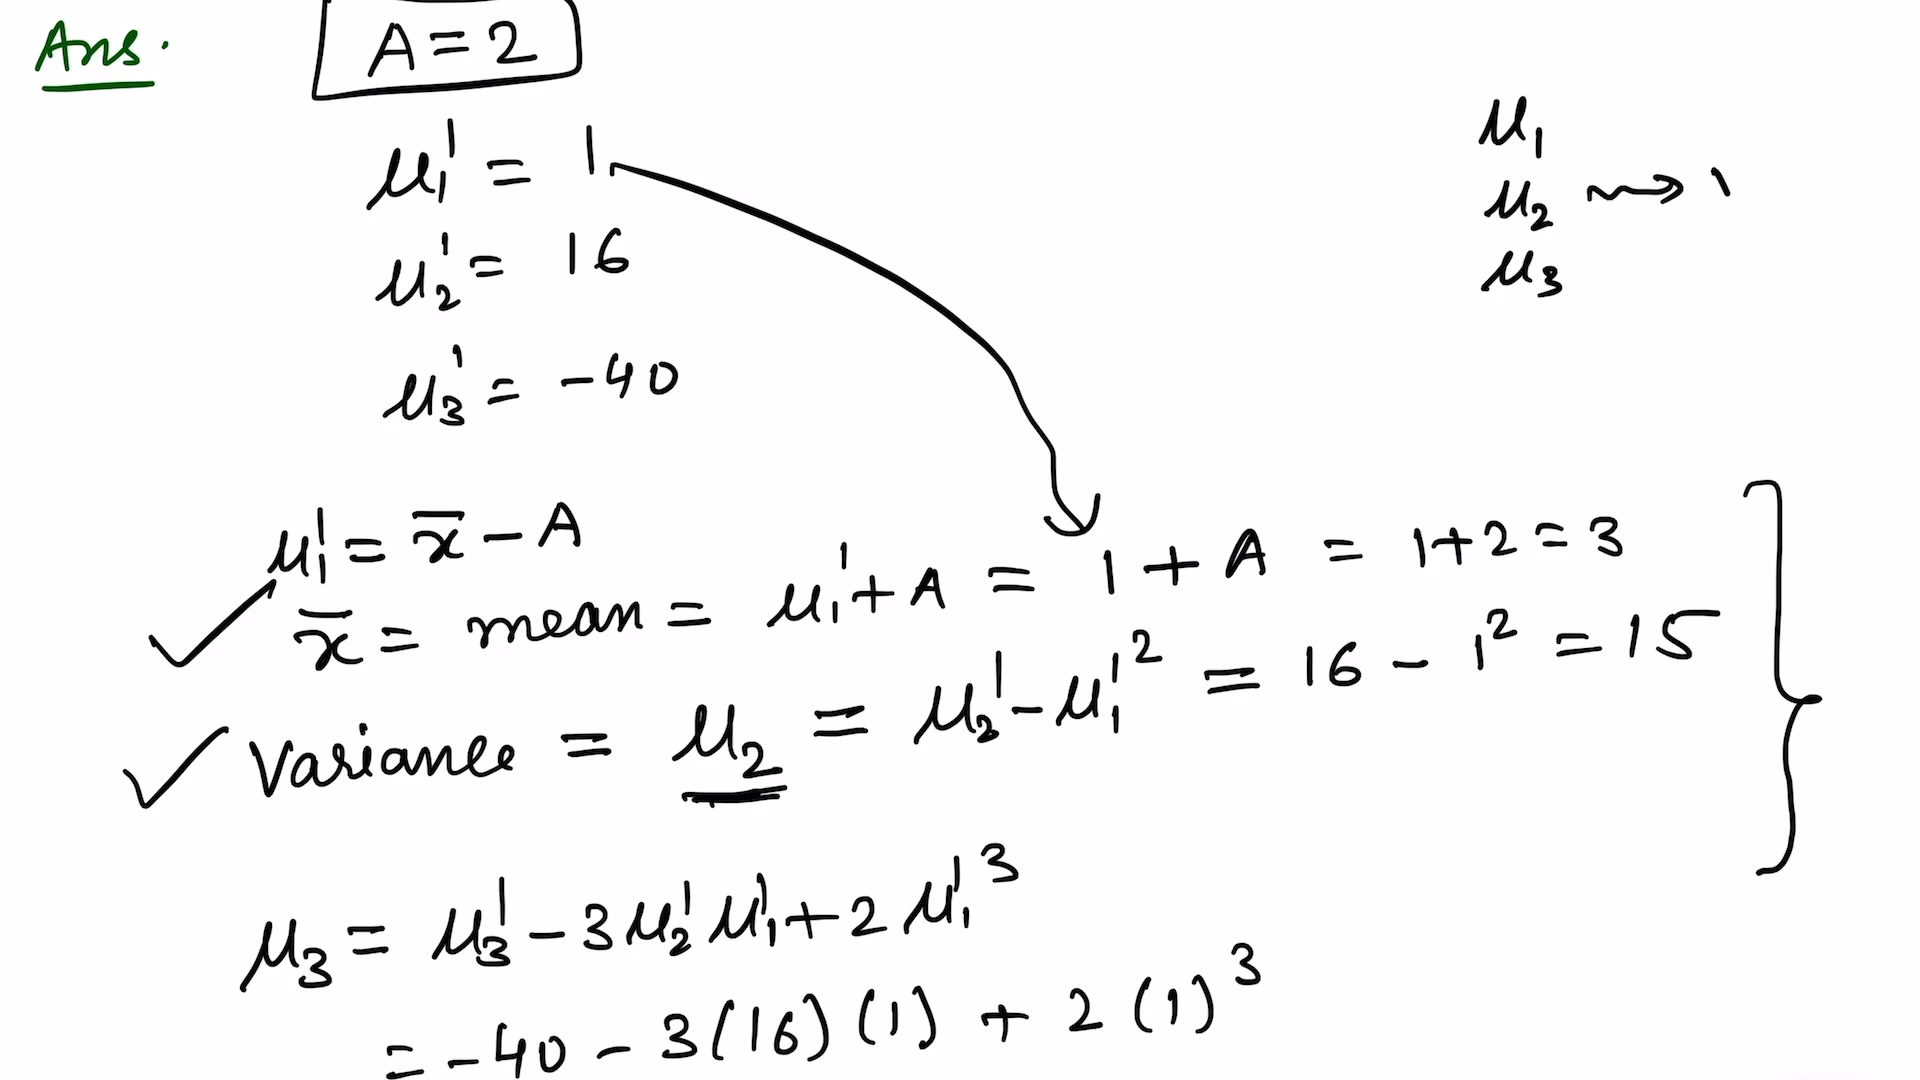 Ans.
A = 2
μ₁' = 1
μ₂' = 16
μ₃' = -40
μ₁
μ₂ ⇝ '
μ₃
μ₁' = x̄ - A
x̄ = mean = μ₁' + A = 1 + A = 1+2 = 3
Variance = μ₂ = μ₂' - μ₁'² = 16 - 1² = 15
μ₃ = μ₃' - 3μ₂'μ₁' + 2μ₁'³
= -40 - 3(16)(1) + 2(1)³